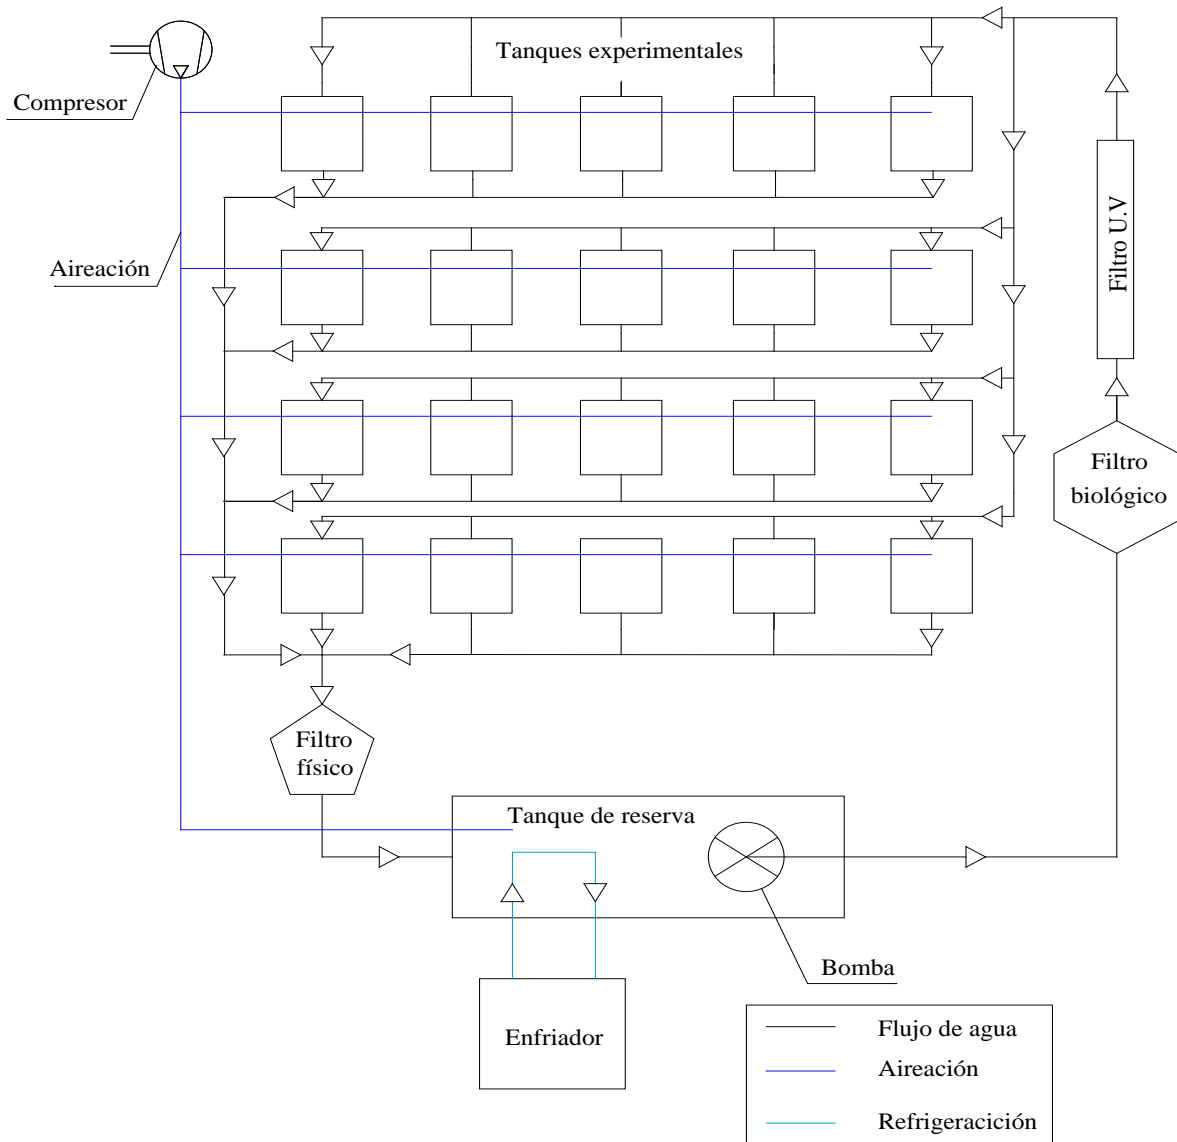 Tanques experimentales
Compresor
Aireación
Filtro U.V
Filtro
biológico
Filtro
físico
Tanque de reserva
Bomba
Enfriador
Flujo de agua
Aireación
Refrigeracición